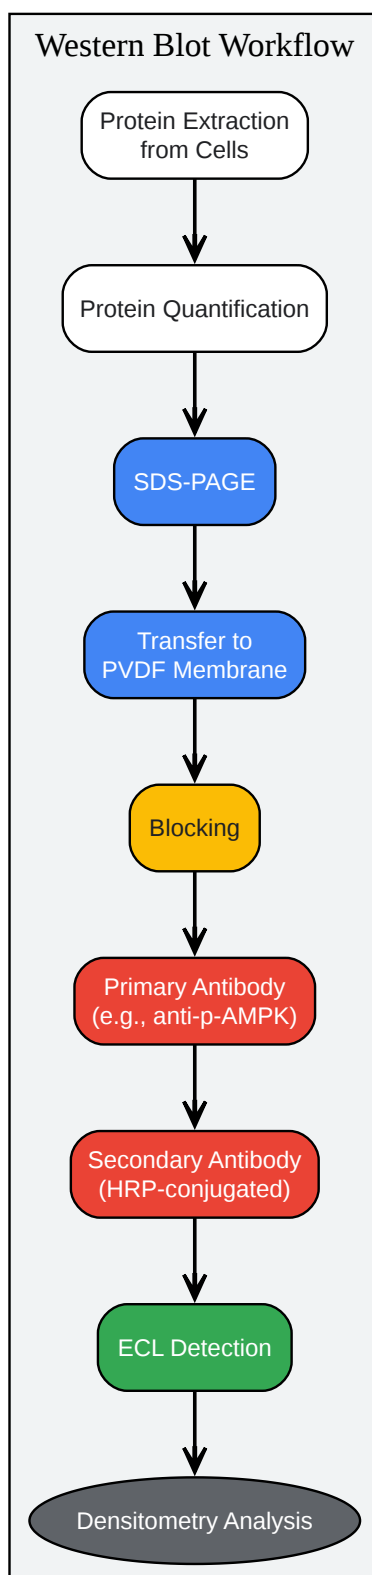 Western Blot Workflow
Protein Extraction
from Cells
Protein Quantification
SDS-PAGE
Transfer to
PVDF Membrane
Blocking
Primary Antibody
(e.g., anti-p-AMPK)
Secondary Antibody
(HRP-conjugated)
ECL Detection
Densitometry Analysis